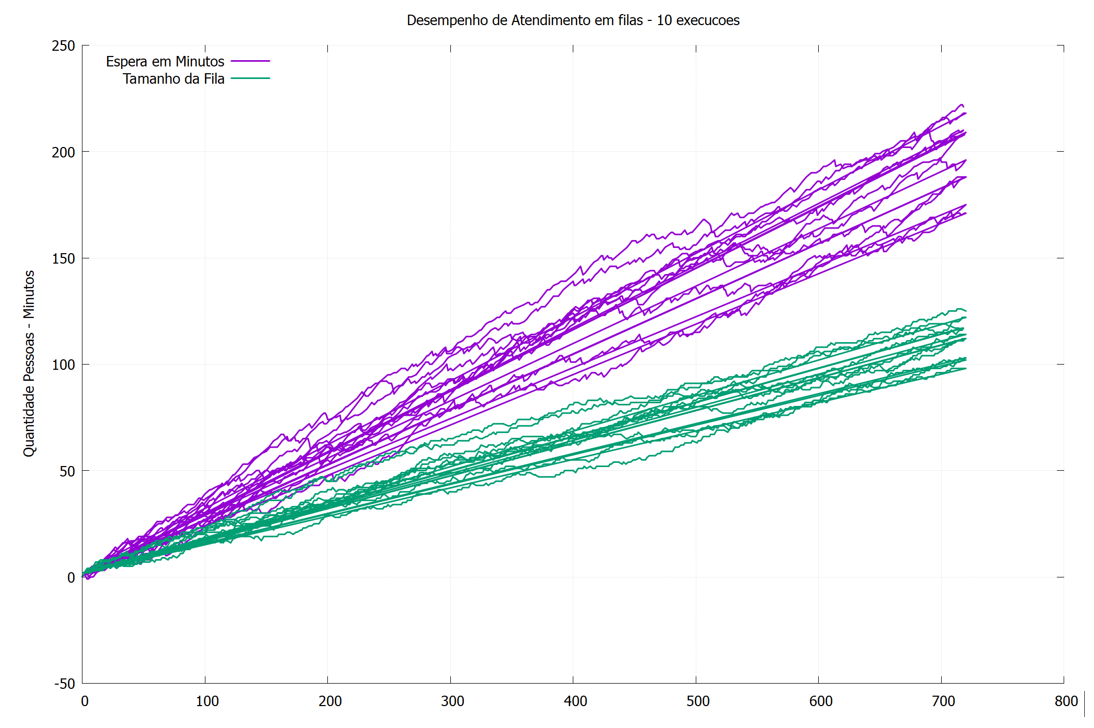 Desempenho de Atendimento em filas - 10 execucoes
250
200
150
100
50
0
-50
Espera em Minutos
Tamanho da Fila
Quantidade Pessoas - Minutos
0 100 200 300 400 500 600 700 800